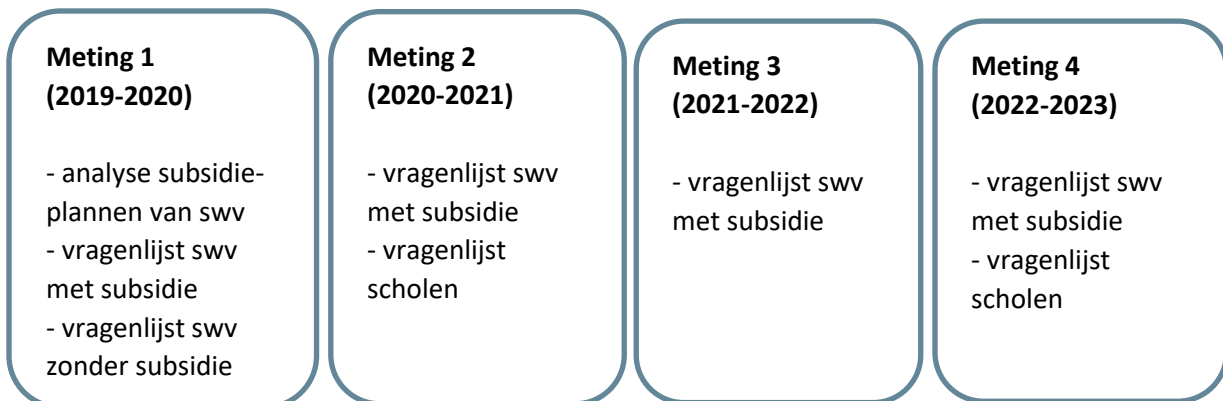 Meting 1
(2019-2020)
- analyse subsidie-
plannen van swv
- vragenlijst swv
met subsidie
- vragenlijst swv
zonder subsidie
Meting 2
(2020-2021)
- vragenlijst swv
met subsidie
- vragenlijst
scholen
Meting 3
(2021-2022)
- vragenlijst swv
met subsidie
Meting 4
(2022-2023)
- vragenlijst swv
met subsidie
- vragenlijst
scholen